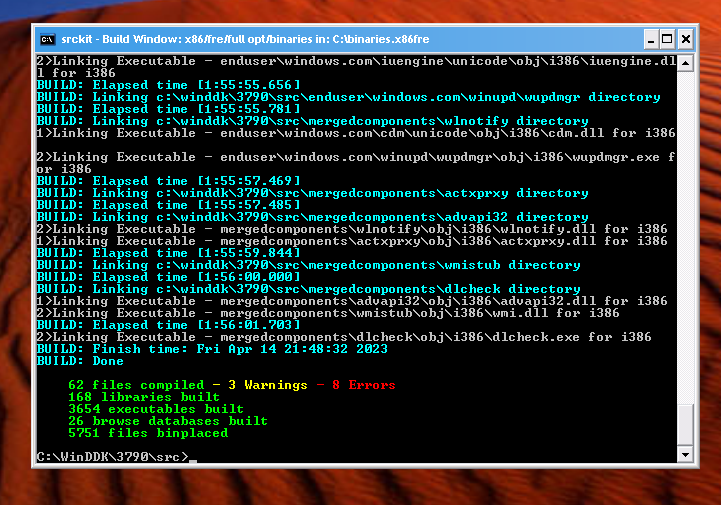 srckit - Build Window: x86/fre/full opt/binaries in: C:\binaries.x86fre
2>Linking Executable - enduser\windows.com\iuengine\unicode\obj\i386\iuengine.dl
l for i386
BUILD: Elapsed time [1:55:55.656]
BUILD: Linking c:\winddk\3790\src\enduser\windows.com\winupd\wupdmgr directory
BUILD: Elapsed time [1:55:55.781]
BUILD: Linking c:\winddk\3790\src\mergedcomponents\wlnotify directory
1>Linking Executable - enduser\windows.com\cdm\unicode\obj\i386\cdm.dll for i386
2>Linking Executable - enduser\windows.com\winupd\wupdmgr\obj\i386\wupdmgr.exe f
or i386
BUILD: Elapsed time [1:55:57.469]
BUILD: Linking c:\winddk\3790\src\mergedcomponents\actxprxy directory
BUILD: Elapsed time [1:55:57.485]
BUILD: Linking c:\winddk\3790\src\mergedcomponents\advapi32 directory
2>Linking Executable - mergedcomponents\wlnotify\obj\i386\wlnotify.dll for i386
1>Linking Executable - mergedcomponents\actxprxy\obj\i386\actxprxy.dll for i386
BUILD: Elapsed time [1:55:59.844]
BUILD: Linking c:\winddk\3790\src\mergedcomponents\wmistub directory
BUILD: Elapsed time [1:56:00.000]
BUILD: Linking c:\winddk\3790\src\mergedcomponents\dlcheck directory
1>Linking Executable - mergedcomponents\advapi32\obj\i386\advapi32.dll for i386
2>Linking Executable - mergedcomponents\wmistub\obj\i386\wmi.dll for i386
BUILD: Elapsed time [1:56:01.703]
2>Linking Executable - mergedcomponents\dlcheck\obj\i386\dlcheck.exe for i386
BUILD: Finish time: Fri Apr 14 21:48:32 2023
BUILD: Done
62 files compiled - 3 Warnings - 8 Errors
168 libraries built
3654 executables built
26 browse databases built
5751 files binplaced
C:\WinDDK\3790\src>_